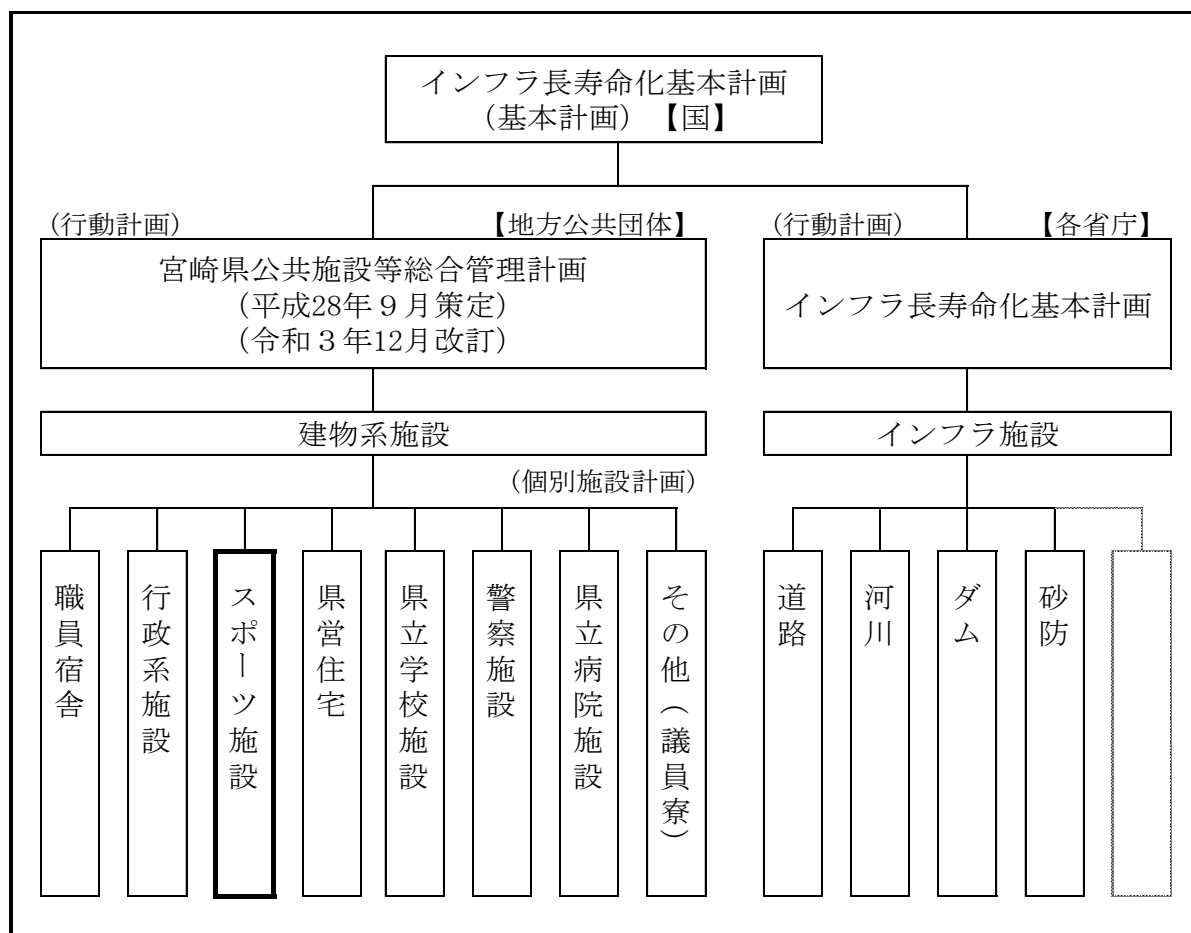 インフラ長寿命化基本計画
(基本計画)【国】
(行動計画)
【地方公共団体】
宮崎県公共施設等総合管理計画
(平成28年９月策定)
(令和３年12月改訂)
(行動計画)
【各省庁】
インフラ長寿命化基本計画
建物系施設
インフラ施設
(個別施設計画)
職員宿舎
行政系施設
スポーツ施設
県営住宅
県立学校施設
警察施設
県立病院施設
その他(議員寮)
道路
河川
ダム
砂防